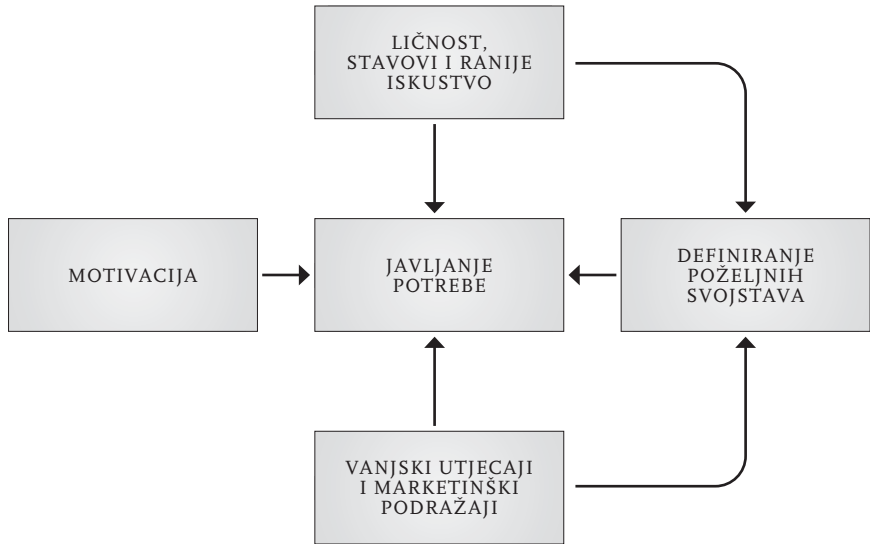 LIČNOST,
STAVOVI I RANIJE
ISKUSTVO
MOTIVACIJA
JAVLJANJE
POTREBE
DEFINIRANJE
POŽELJNIH
SVOJSTAVA
VANJSKI UTJECAJI
I MARKETINŠKI
PODRAŽAJI